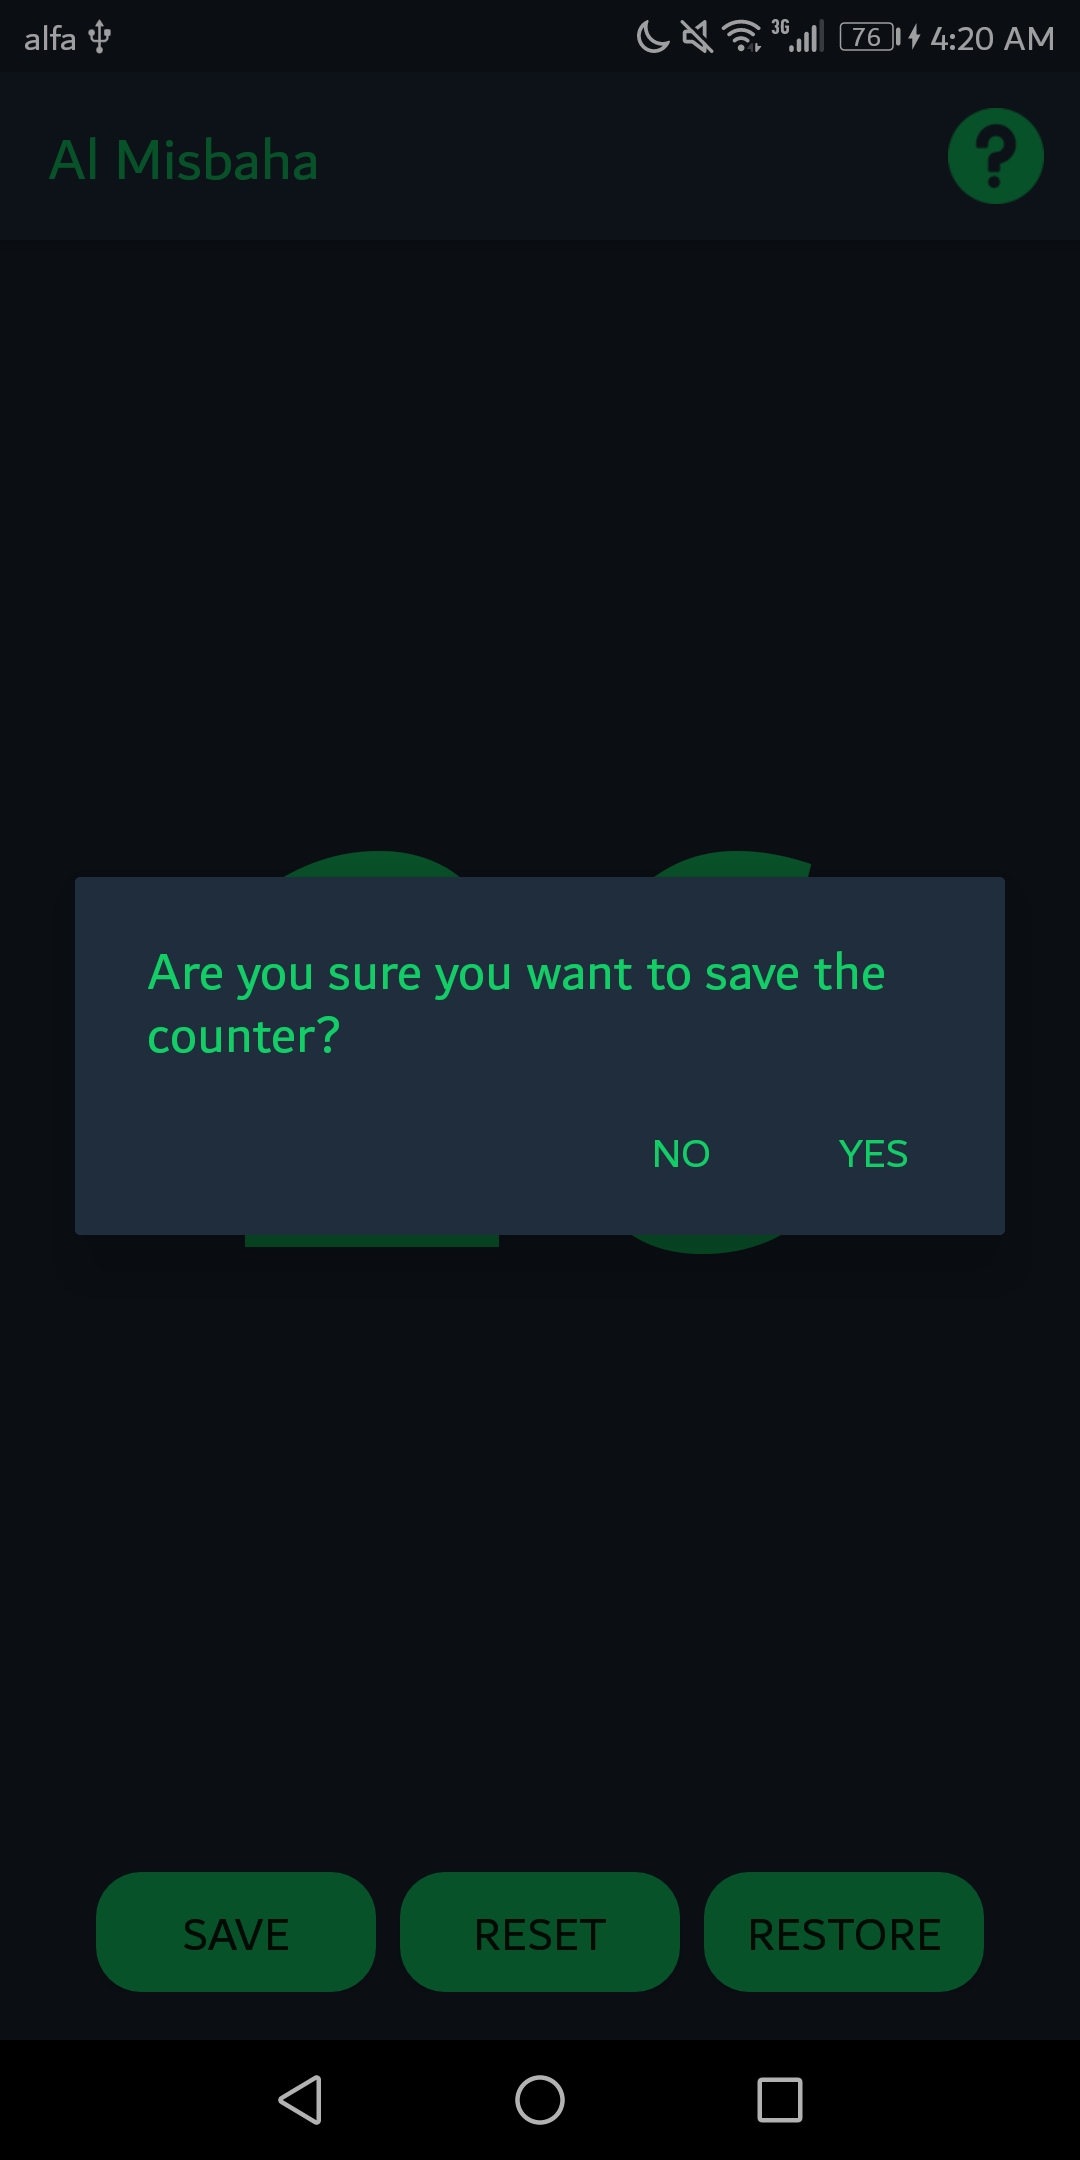 alfa 3G 76 4:20 AM
Al Misbaha
Are you sure you want to save the
counter?
NO YES
SAVE RESET RESTORE